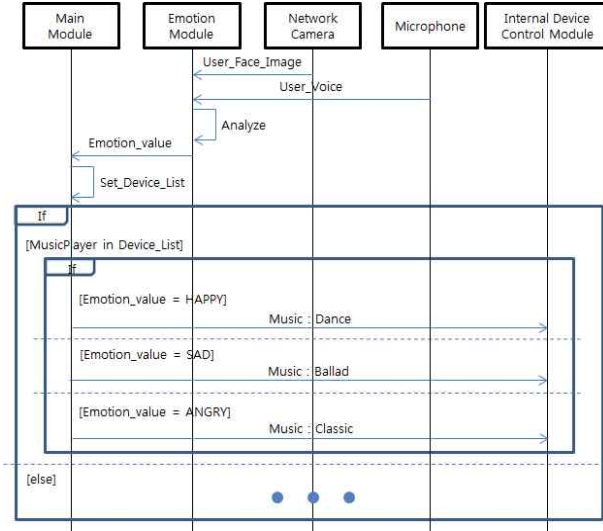 Main Module
Emotion Module
Network Camera
Microphone
Internal Device Control Module
User_Face_Image
User_Voice
Analyze
Emotion_value
Set_Device_List
If
[MusicPlayer in Device_List]
If
[Emotion_value = HAPPY]
Music : Dance
[Emotion_value = SAD]
Music : Ballad
[Emotion_value = ANGRY]
Music : Classic
[else]